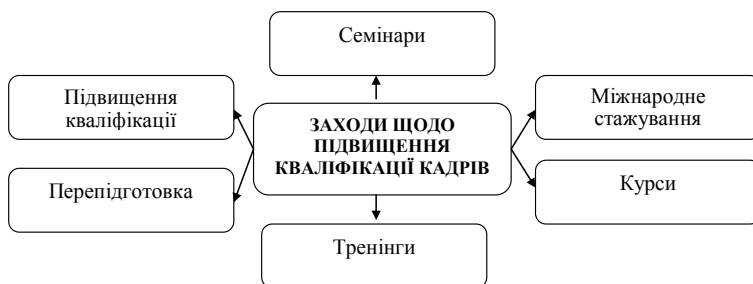 Семінари
Підвищення
кваліфікації
ЗАХОДИ ЩОДО
ПІДВИЩЕННЯ
КВАЛІФІКАЦІЇ КАДРІВ
Міжнародне
стажування
Перепідготовка
Курси
Тренінги